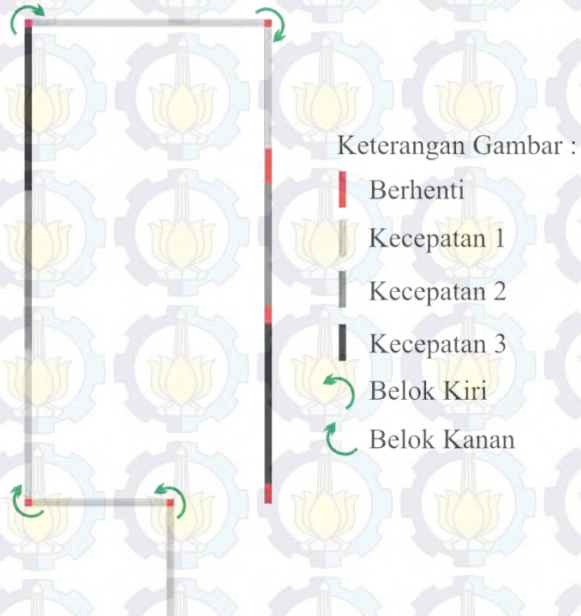 Keterangan Gambar :
Berhenti
Kecepatan 1
Kecepatan 2
Kecepatan 3
Belok Kiri
Belok Kanan